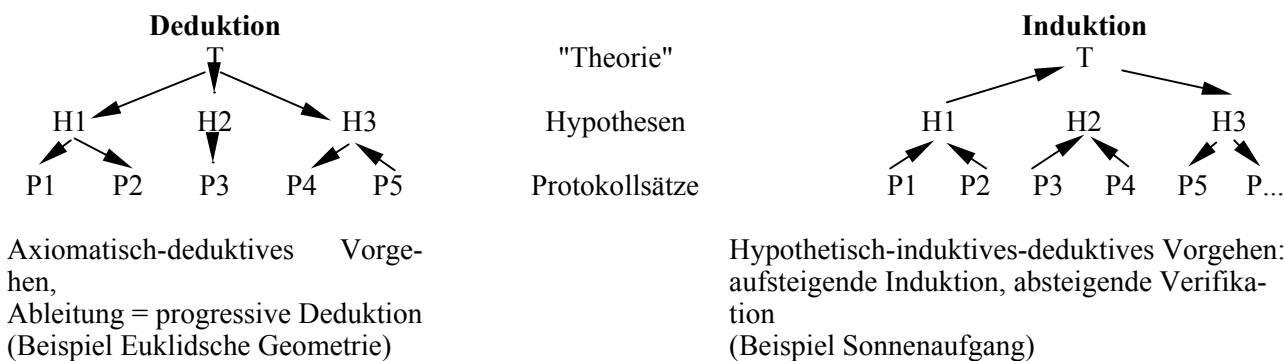 Deduktion
Induktion
T "Theorie" T
H1 H2 H3 Hypothesen H1 H2 H3
P1 P2 P3 P4 P5 Protokollsätze P1 P2 P3 P4 P5 P...
Axiomatisch-deduktives Vorge-
hen,
Ableitung = progressive Deduktion
(Beispiel Euklidsche Geometrie)
Hypothetisch-induktives-deduktives Vorgehen:
aufsteigende Induktion, absteigende Verifika-
tion
(Beispiel Sonnenaufgang)